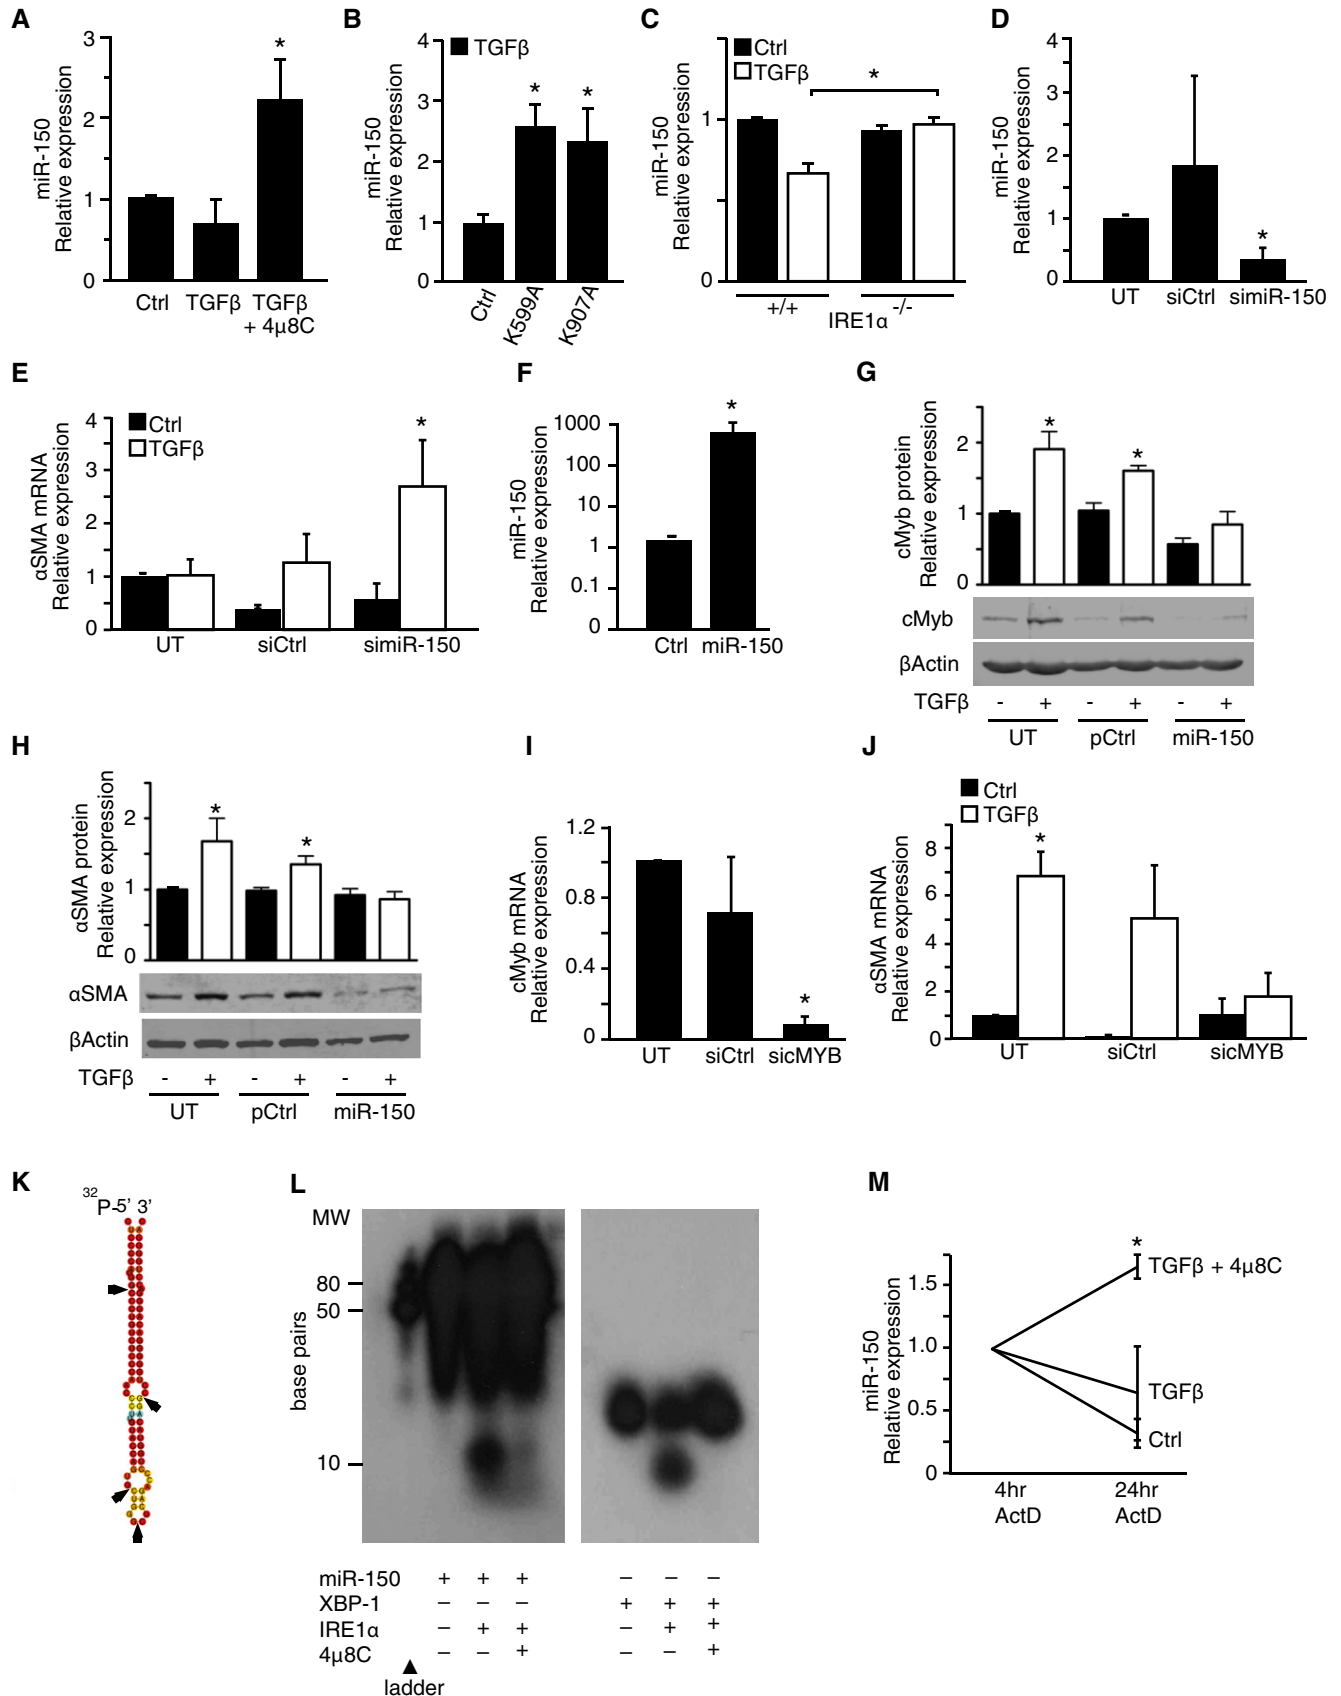 A
miR-150
Relative expression
3
2
1
0
*
Ctrl
TGFβ
TGFβ
+ 4µ8C
B
miR-150
Relative expression
4
3
2
1
0
TGFβ
*
*
Ctrl
K599A
K907A
C
miR-150
Relative expression
1
0
Ctrl
TGFβ
*
+/+
-/-
IRE1α
D
miR-150
Relative expression
4
3
2
1
0
*
UT
siCtrl
simiR-150
E
αSMA mRNA
Relative expression
4
3
2
1
0
Ctrl
TGFβ
*
UT
siCtrl
simiR-150
F
miR-150
Relative expression
1000
100
10
1
0.1
0
*
Ctrl
miR-150
G
cMyb protein
Relative expression
2
1
0
*
*
cMyb
βActin
TGFβ - + - + - +
UT pCtrl miR-150
H
αSMA protein
Relative expression
2
1
0
*
*
αSMA
βActin
TGFβ - + - + - +
UT pCtrl miR-150
I
cMyb mRNA
Relative expression
1.2
0.8
0.4
0
*
UT
siCtrl
sicMYB
J
αSMA mRNA
Relative expression
8
6
4
2
0
Ctrl
TGFβ
*
UT
siCtrl
sicMYB
K
32P-5' 3'
L
MW
base pairs
80
50
10
miR-150 + + + – – –
XBP-1 – – – + + +
IRE1α – + + – + +
4µ8C – – + – – +
ladder
M
miR-150
Relative expression
1.5
1.0
0.5
0
*
TGFβ + 4µ8C
TGFβ
Ctrl
4hr
ActD
24hr
ActD